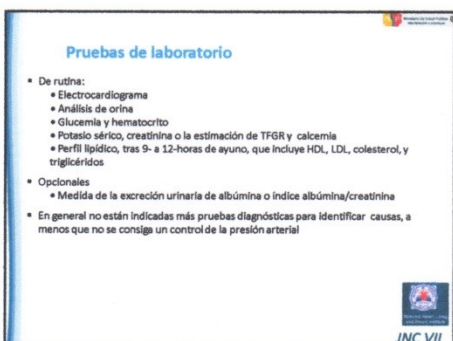 Pruebas de laboratorio
▪ De rutina:
• Electrocardiograma
• Análisis de orina
• Glucemia y hematocrito
• Potasio sérico, creatinina o la estimación de TFGR y calcemia
• Perfil lipídico, tras 9- a 12-horas de ayuno, que incluye HDL, LDL, colesterol, y
triglicéridos
▪ Opcionales
• Medida de la excreción urinaria de albúmina o índice albúmina/creatinina
▪ En general no están indicadas más pruebas diagnósticas para identificar causas, a
menos que no se consiga un control de la presión arterial
JNC VII